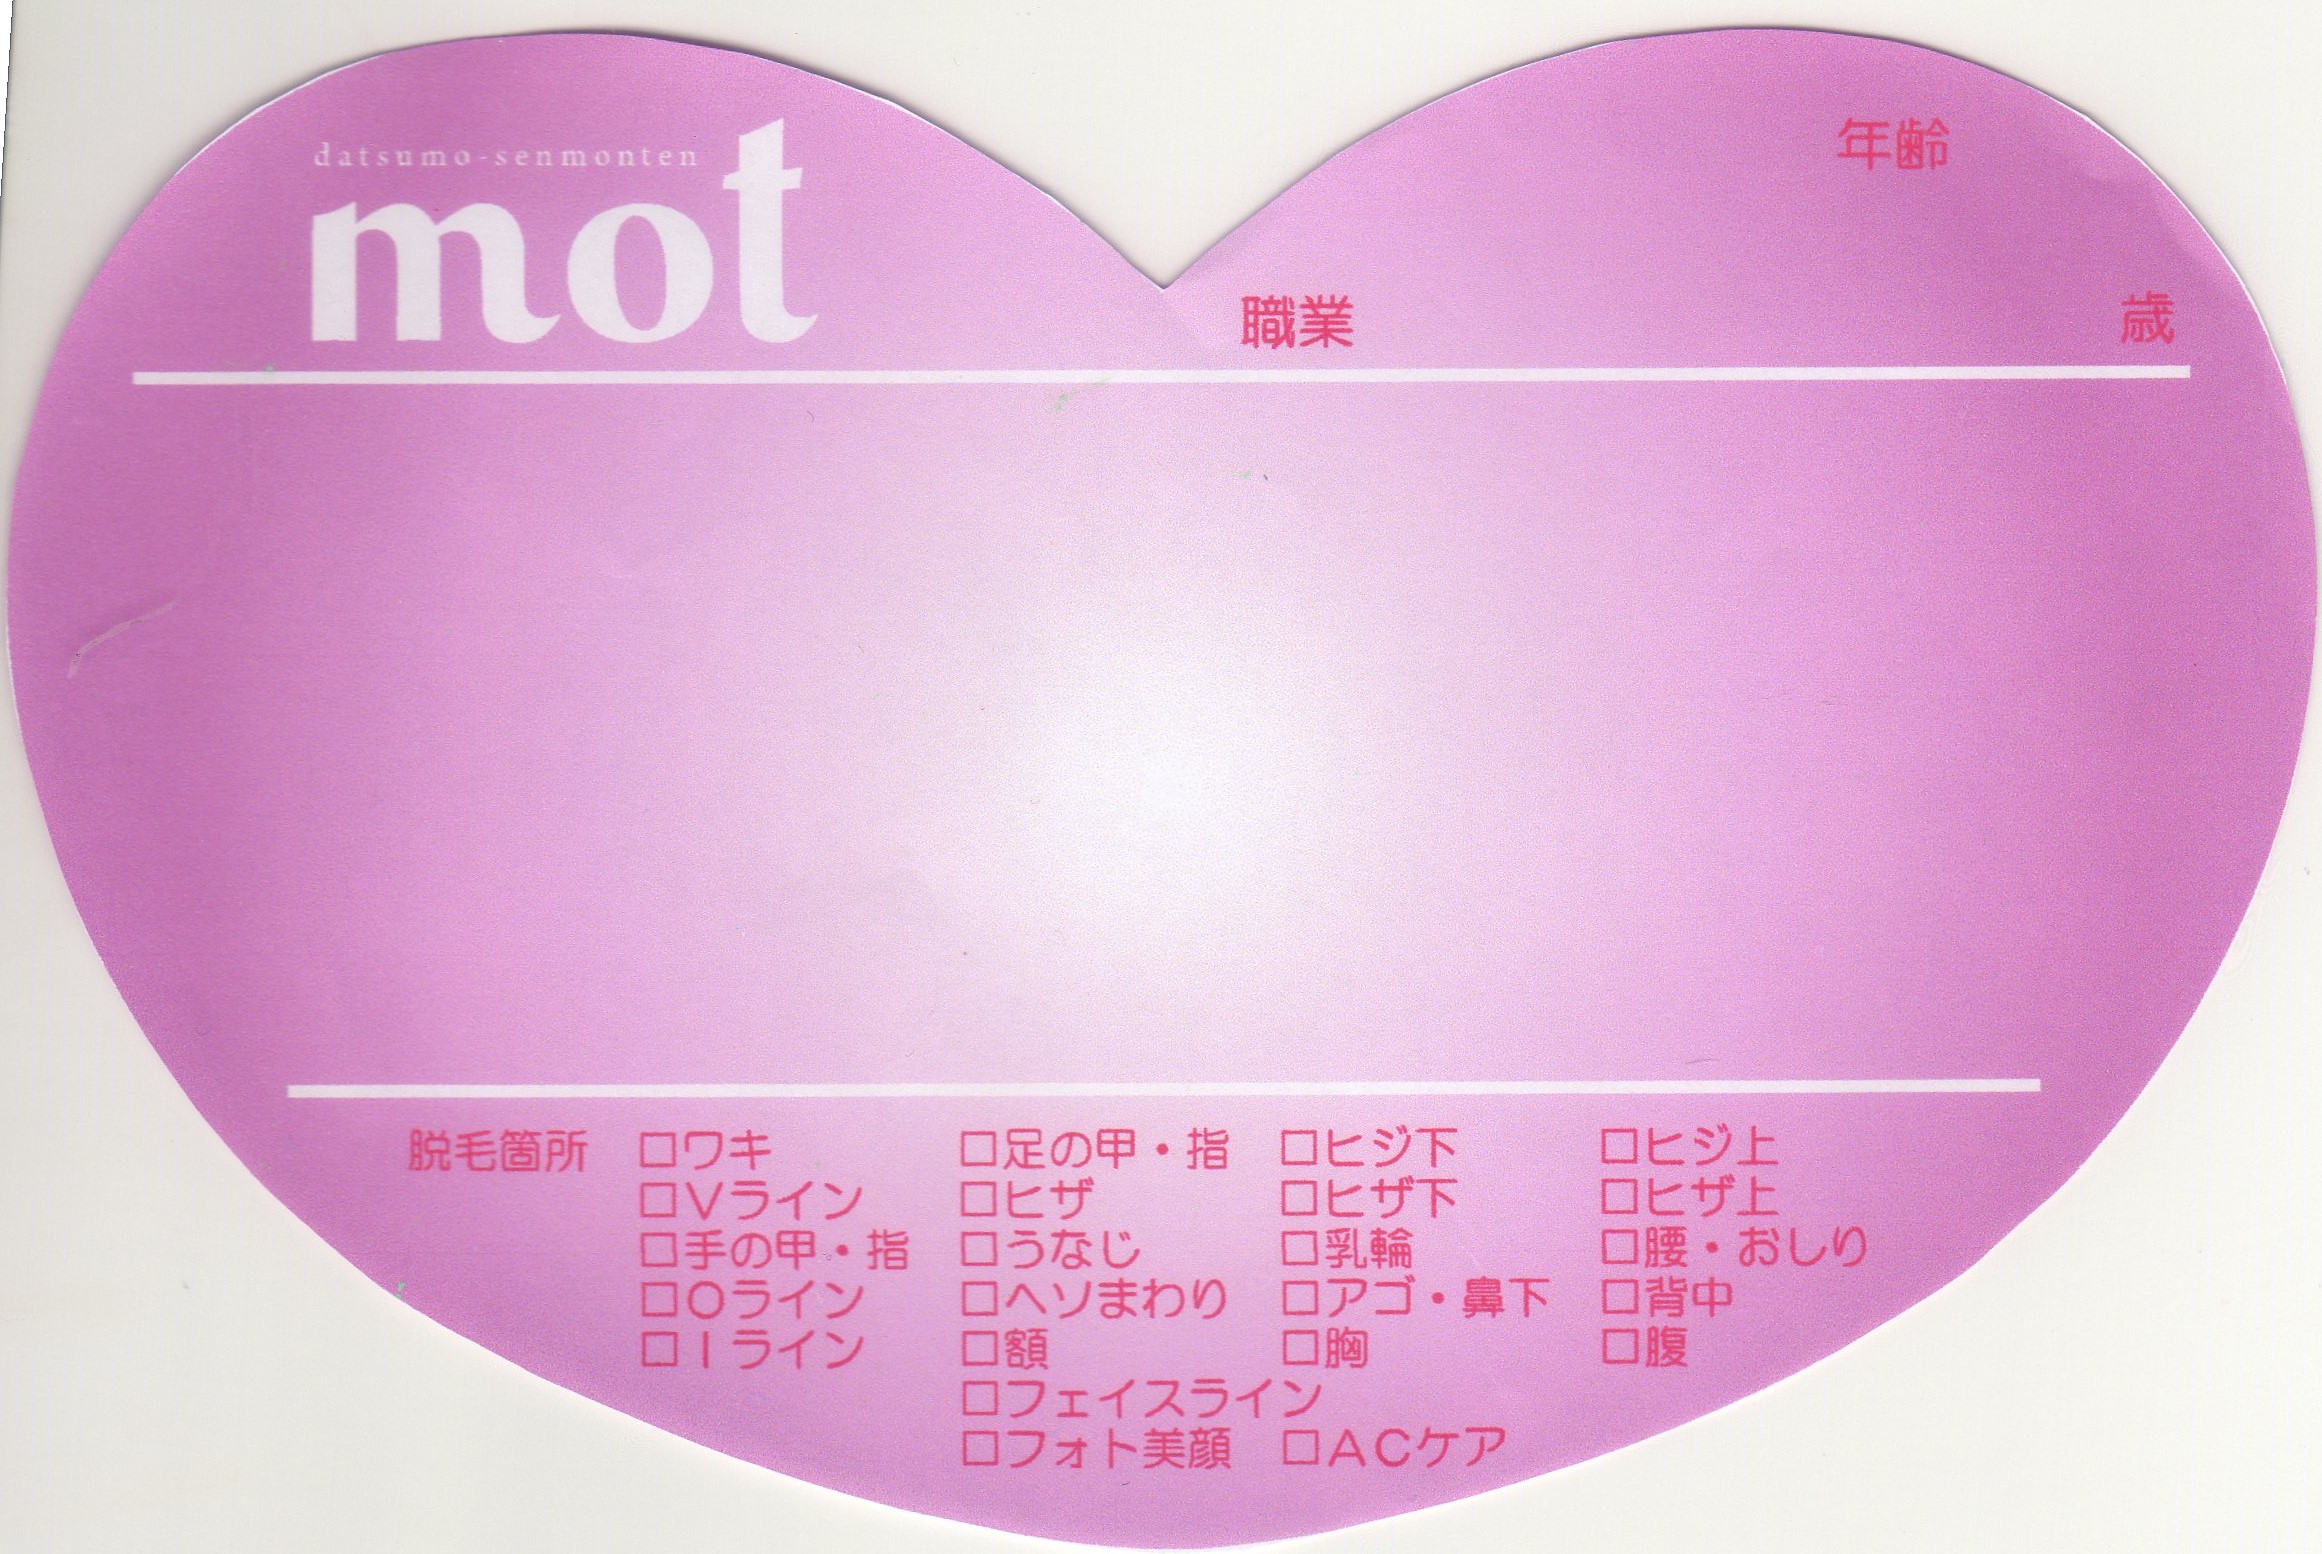 datsumo-senmonten
mot
年齢
職業 歳
脱毛箇所 □ワキ □足の甲・指 □ヒジ下 □ヒジ上
□Vライン □ヒザ □ヒザ下 □ヒザ上
□手の甲・指 □うなじ □乳輪 □腰・おしり
□Oライン □ヘソまわり □アゴ・鼻下 □背中
□Iライン □額 □胸 □腹
□フェイスライン
□フォト美顔 □ACケア